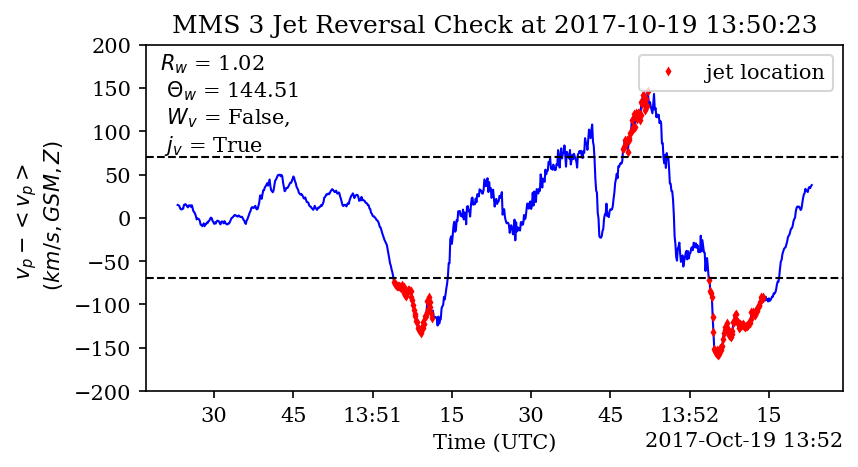 MMS 3 Jet Reversal Check at 2017-10-19 13:50:23
R_w = 1.02
Θ_w = 144.51
W_v = False,
j_v = True
jet location
v_p − < v_p >
(km/s, GSM, Z)
200
150
100
50
0
−50
−100
−150
−200
30 45 13:51 15 30 45 13:52 15
Time (UTC)
2017-Oct-19 13:52